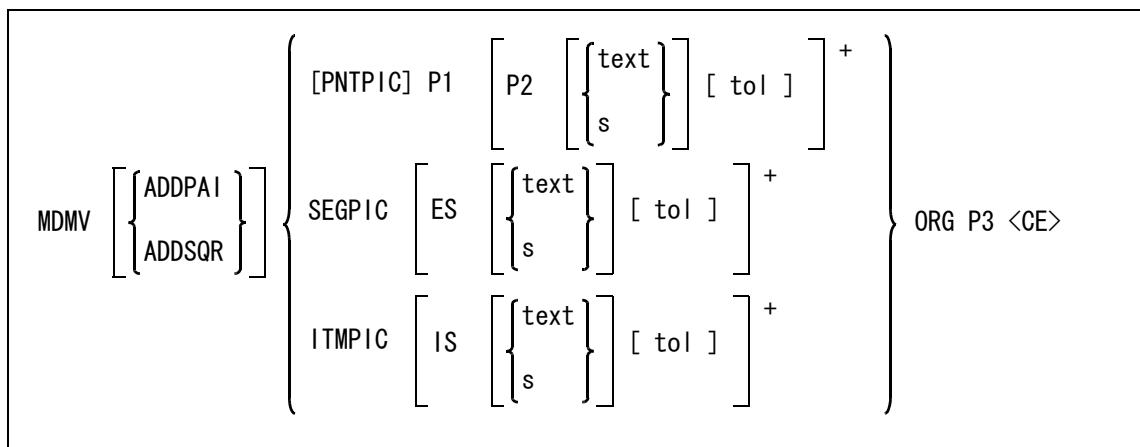 MDMV [{ADDPAI
ADDSQR}]
[PNTPIC] P1 [P2 [{text
s}] [ tol ]]+
SEGPIC [ES [{text
s}] [ tol ]]+
ITMPIC [IS [{text
s}] [ tol ]]+
ORG P3 <CE>